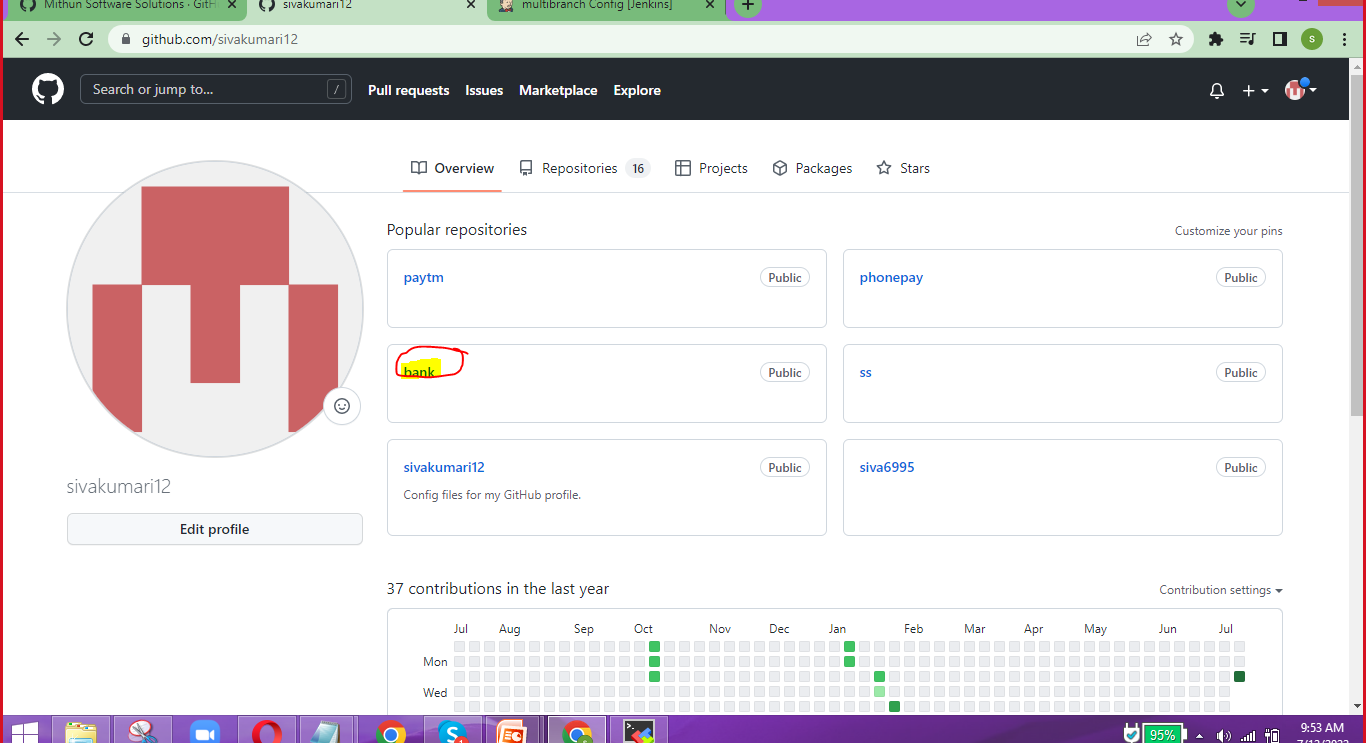 Mithun Software Solutions · GitH
sivakumari12
multibranch Config [Jenkins]
github.com/sivakumari12
s
Search or jump to...
/
Pull requests
Issues
Marketplace
Explore
Overview
Repositories 16
Projects
Packages
Stars
Popular repositories
Customize your pins
paytm
Public
phonepay
Public
bank
Public
ss
Public
sivakumari12
Public
Config files for my GitHub profile.
siva6995
Public
sivakumari12
Edit profile
37 contributions in the last year
Contribution settings
Jul Aug Sep Oct Nov Dec Jan Feb Mar Apr May Jun Jul
Mon
Wed
95%
9:53 AM